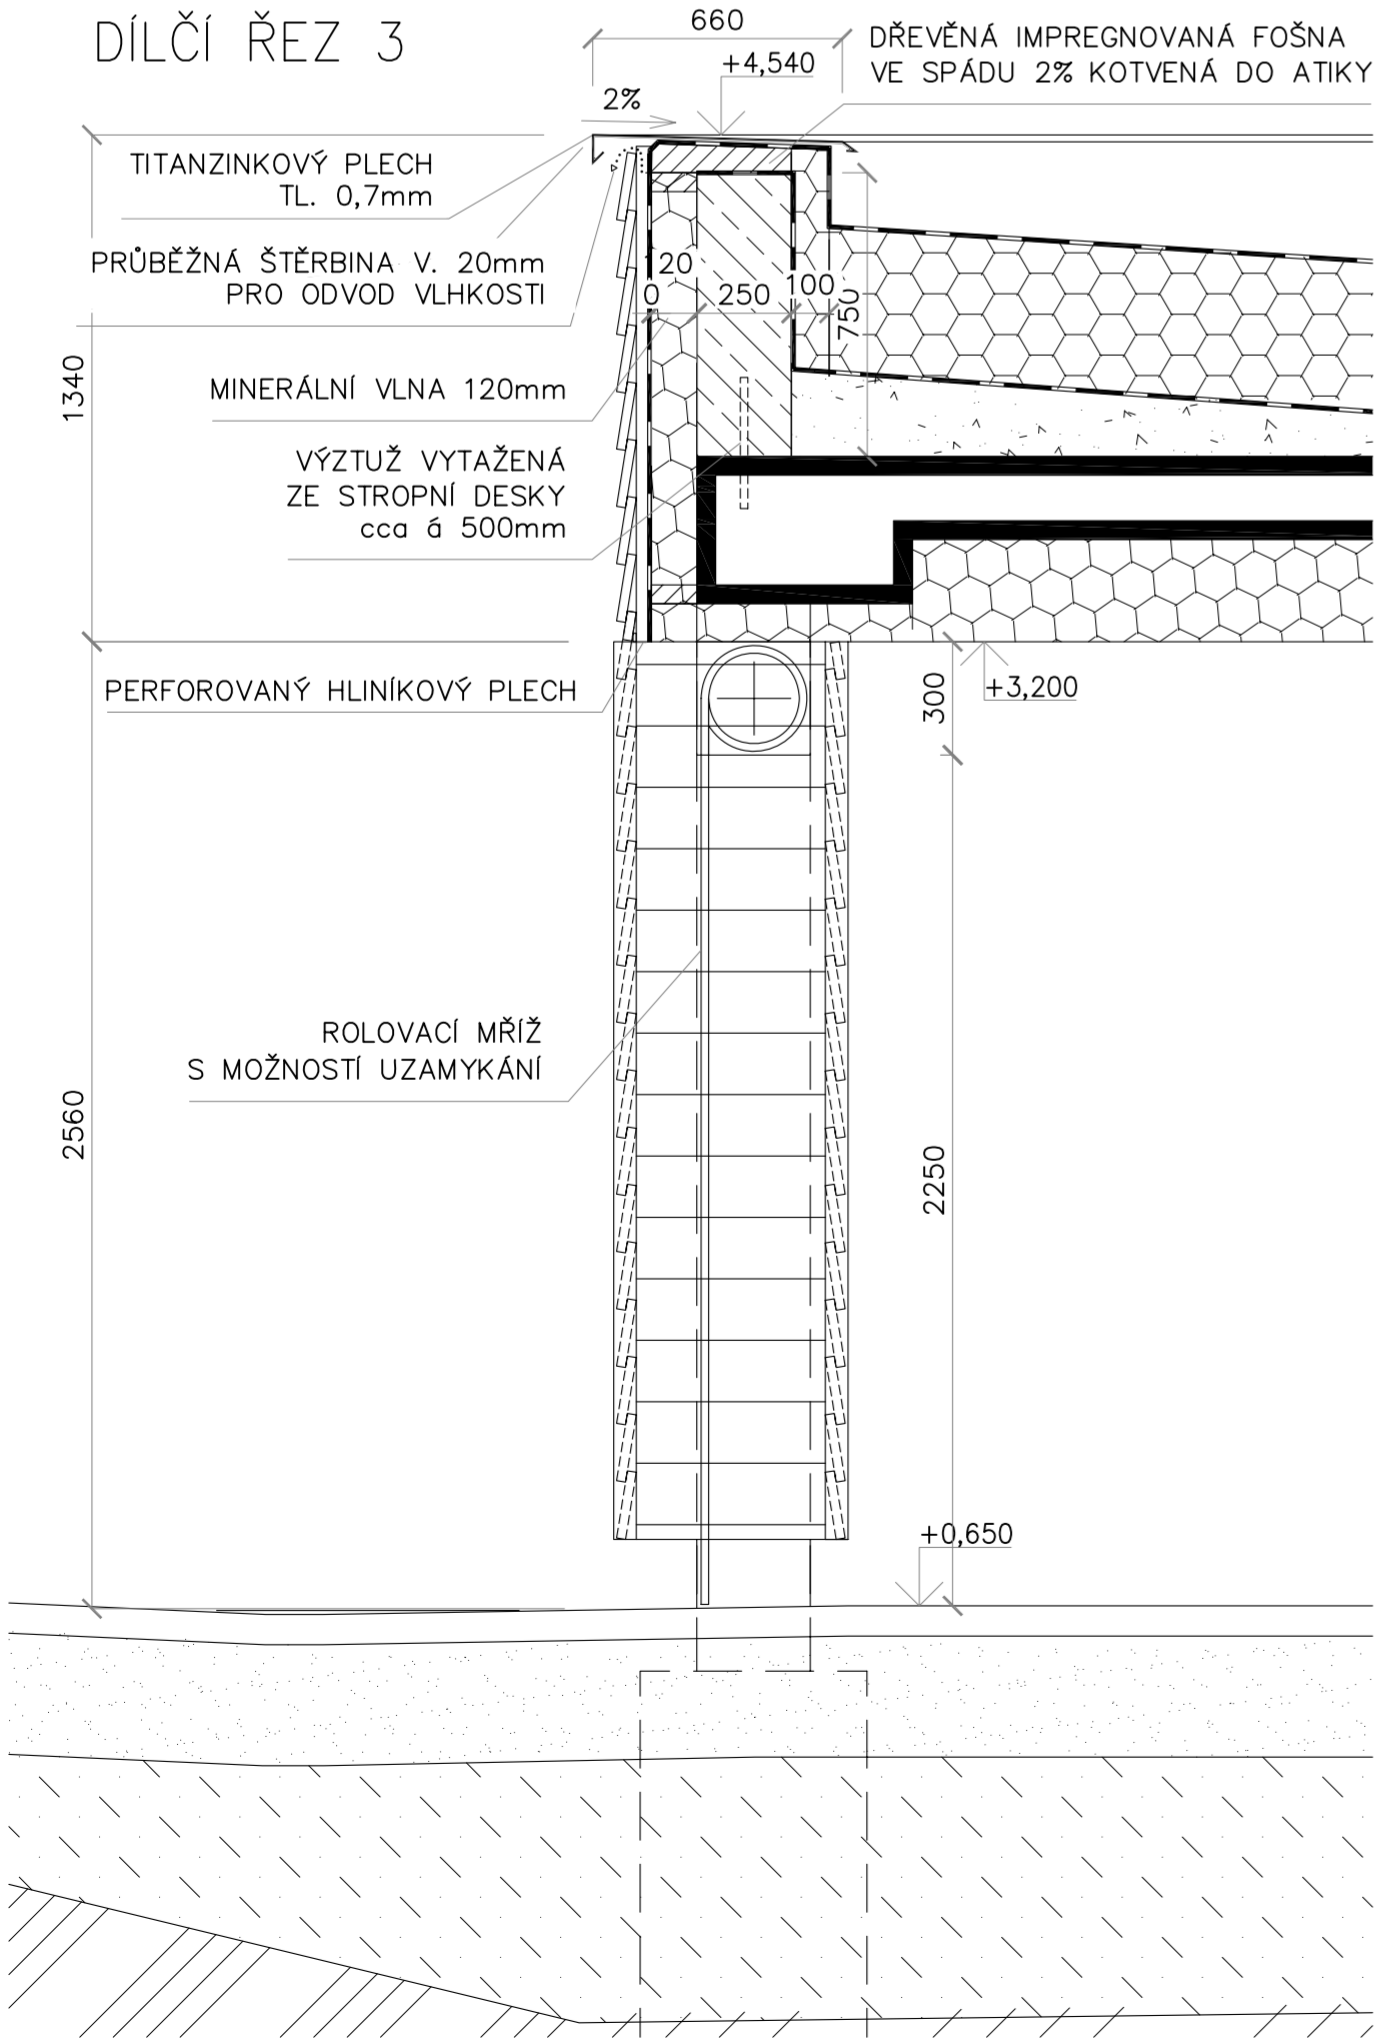 DÍLČÍ ŘEZ 3
660
+4,540
DŘEVĚNÁ IMPREGNOVANÁ FOŠNA
VE SPÁDU 2% KOTVENÁ DO ATIKY
2%
TITANZINKOVÝ PLECH
TL. 0,7mm
PRŮBĚŽNÁ ŠTĚRBINA V. 20mm
PRO ODVOD VLHKOSTI
20
0
250
100
750
1340
MINERÁLNÍ VLNA 120mm
VÝZTUŽ VYTAŽENÁ
ZE STROPNÍ DESKY
cca á 500mm
PERFOROVANÝ HLINÍKOVÝ PLECH
300
+3,200
ROLOVACÍ MŘÍŽ
S MOŽNOSTÍ UZAMYKÁNÍ
2560
2250
+0,650